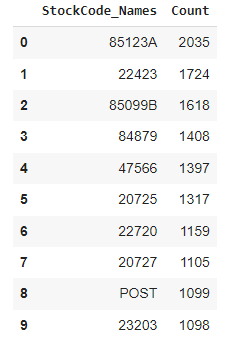 StockCode_Names Count
0 85123A 2035
1 22423 1724
2 85099B 1618
3 84879 1408
4 47566 1397
5 20725 1317
6 22720 1159
7 20727 1105
8 POST 1099
9 23203 1098